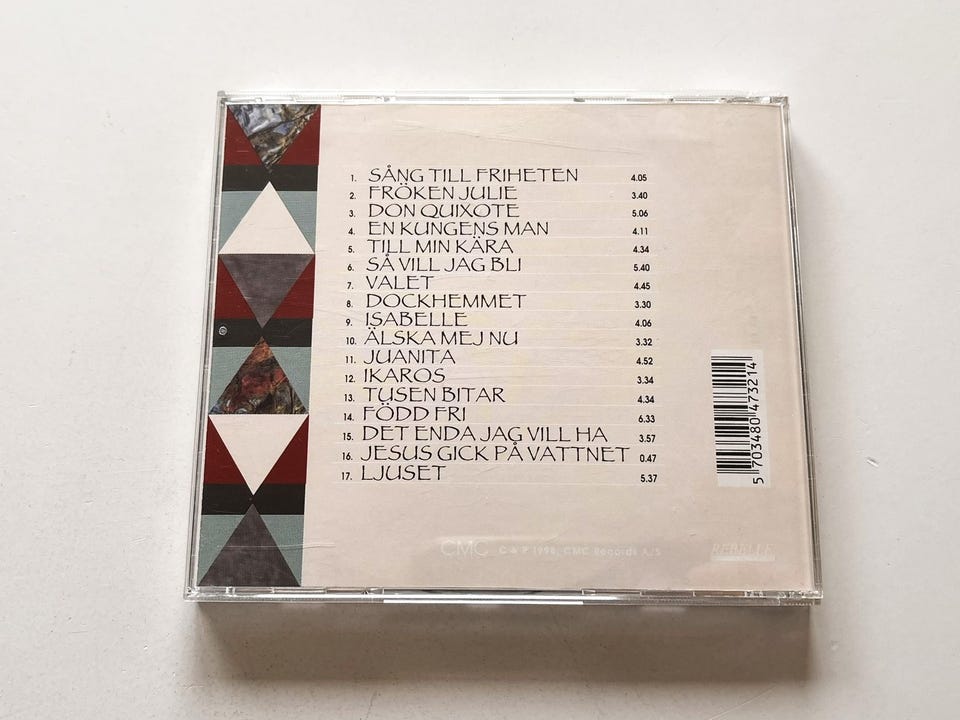 1. SÅNG TILL FRIHETEN 4.05
2. FRÖKEN JULIE 3.40
3. DON QUIXOTE 5.06
4. EN KUNGENS MAN 4.11
5. TILL MIN KÄRA 4.34
6. SÅ VILL JAG BLI 5.40
7. VALET 4.45
8. DOCKHEMMET 3.30
9. ISABELLE 4.06
10. ÄLSKA MEJ NU 3.32
11. JUANITA 4.52
12. IKAROS 3.34
13. TUSEN BITAR 4.34
14. FÖDD FRI 6.33
15. DET ENDA JAG VILL HA 3.57
16. JESUS GICK PÅ VATTNET 0.47
17. LJUSET 5.37
5 703480 473214
CMC C & P 1998, CMC Records A/S
REBELLE